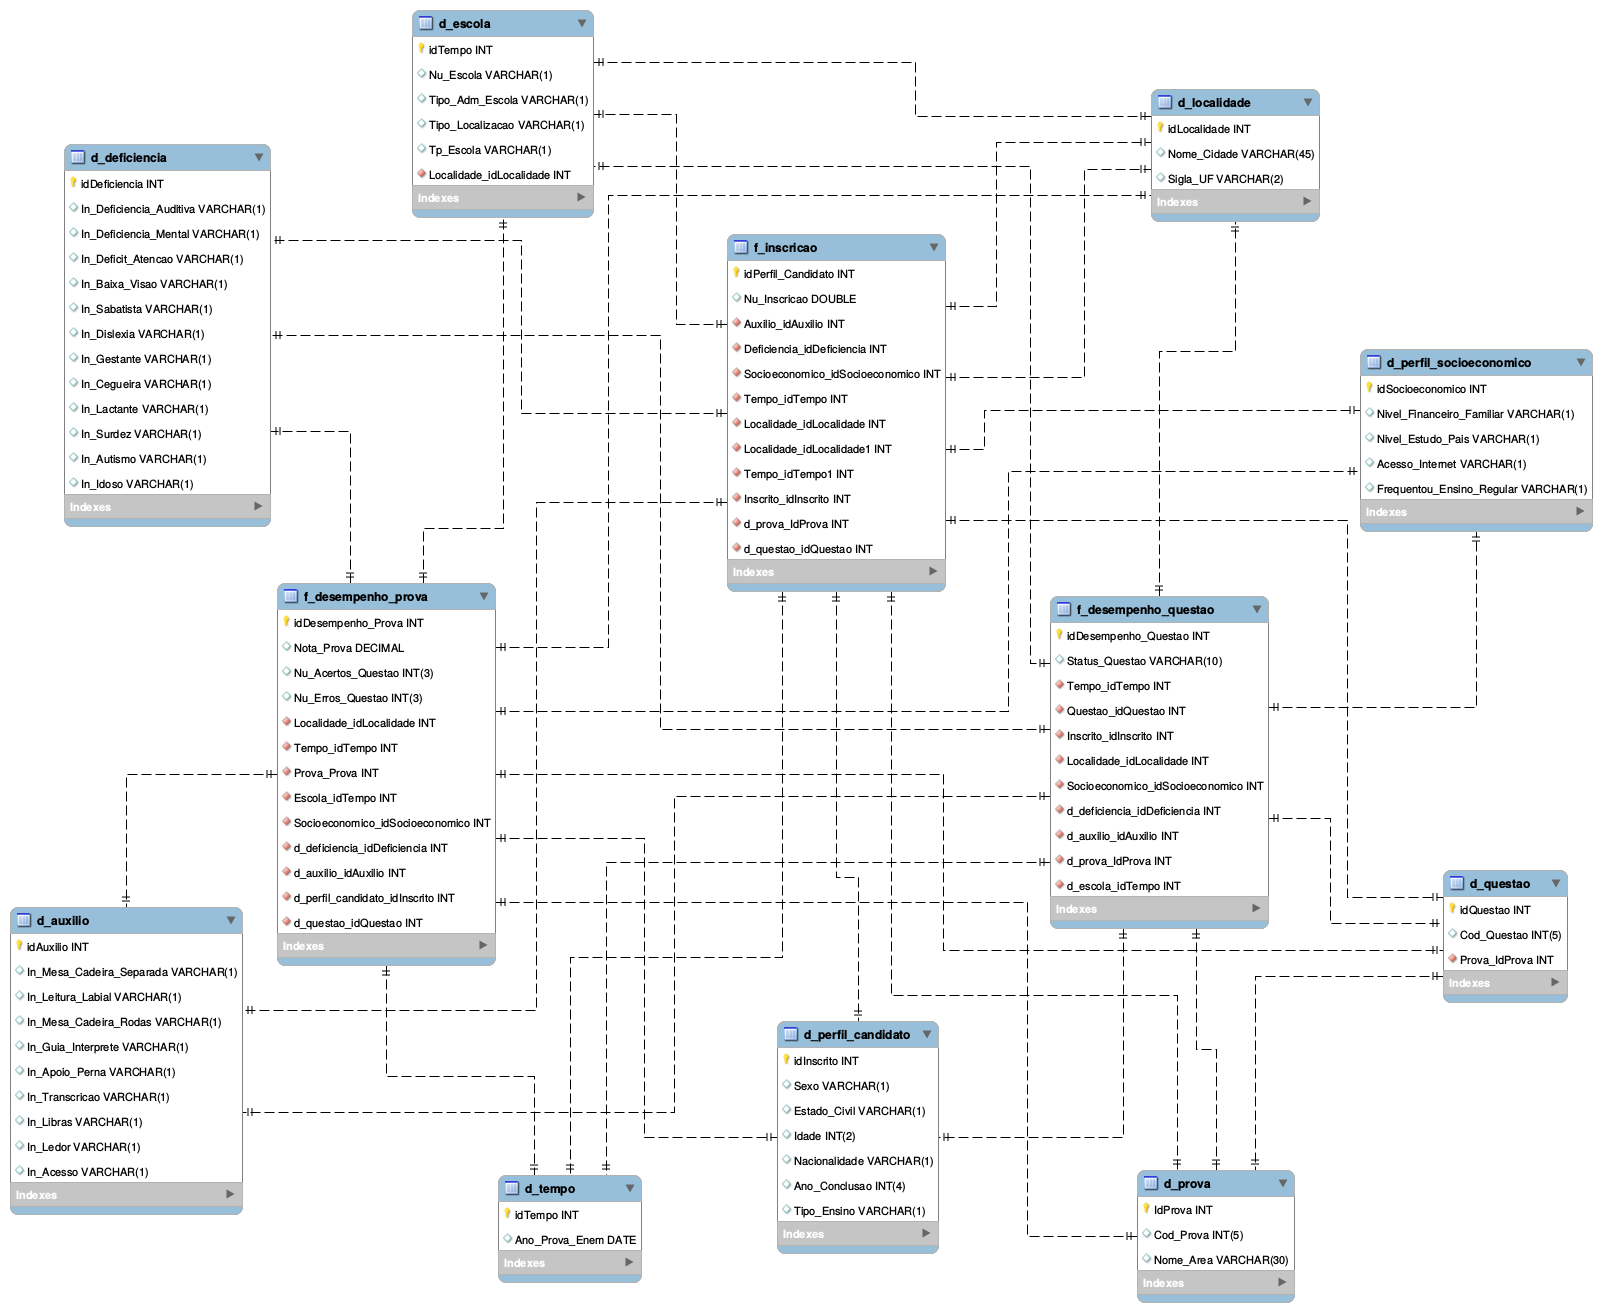 d_escola
idTempo INT
Nu_Escola VARCHAR(1)
Tipo_Adm_Escola VARCHAR(1)
Tipo_Localizacao VARCHAR(1)
Tp_Escola VARCHAR(1)
Localidade_idLocalidade INT
Indexes
d_localidade
idLocalidade INT
Nome_Cidade VARCHAR(45)
Sigla_UF VARCHAR(2)
Indexes
d_deficiencia
idDeficiencia INT
In_Deficiencia_Auditiva VARCHAR(1)
In_Deficiencia_Mental VARCHAR(1)
In_Deficit_Atencao VARCHAR(1)
In_Baixa_Visao VARCHAR(1)
In_Sabatista VARCHAR(1)
In_Dislexia VARCHAR(1)
In_Gestante VARCHAR(1)
In_Cegueira VARCHAR(1)
In_Lactante VARCHAR(1)
In_Surdez VARCHAR(1)
In_Autismo VARCHAR(1)
In_Idoso VARCHAR(1)
Indexes
f_inscricao
idPerfil_Candidato INT
Nu_Inscricao DOUBLE
Auxilio_idAuxilio INT
Deficiencia_idDeficiencia INT
Socioeconomico_idSocioeconomico INT
Tempo_idTempo INT
Localidade_idLocalidade INT
Localidade_idLocalidade1 INT
Tempo_idTempo1 INT
Inscrito_idInscrito INT
d_prova_IdProva INT
d_questao_idQuestao INT
Indexes
d_perfil_socioeconomico
idSocioeconomico INT
Nivel_Financeiro_Familiar VARCHAR(1)
Nivel_Estudo_Pais VARCHAR(1)
Acesso_Internet VARCHAR(1)
Frequentou_Ensino_Regular VARCHAR(1)
Indexes
f_desempenho_prova
idDesempenho_Prova INT
Nota_Prova DECIMAL
Nu_Acertos_Questao INT(3)
Nu_Erros_Questao INT(3)
Localidade_idLocalidade INT
Tempo_idTempo INT
Prova_Prova INT
Escola_idTempo INT
Socioeconomico_idSocioeconomico INT
d_deficiencia_idDeficiencia INT
d_auxilio_idAuxilio INT
d_perfil_candidato_idInscrito INT
d_questao_idQuestao INT
Indexes
f_desempenho_questao
idDesempenho_Questao INT
Status_Questao VARCHAR(10)
Tempo_idTempo INT
Questao_idQuestao INT
Inscrito_idInscrito INT
Localidade_idLocalidade INT
Socioeconomico_idSocioeconomico INT
d_deficiencia_idDeficiencia INT
d_auxilio_idAuxilio INT
d_prova_IdProva INT
d_escola_idTempo INT
Indexes
d_questao
idQuestao INT
Cod_Questao INT(5)
Prova_IdProva INT
Indexes
d_auxilio
idAuxilio INT
In_Mesa_Cadeira_Separada VARCHAR(1)
In_Leitura_Labial VARCHAR(1)
In_Mesa_Cadeira_Rodas VARCHAR(1)
In_Guia_Interprete VARCHAR(1)
In_Apoio_Perna VARCHAR(1)
In_Transcricao VARCHAR(1)
In_Libras VARCHAR(1)
In_Ledor VARCHAR(1)
In_Acesso VARCHAR(1)
Indexes
d_perfil_candidato
idInscrito INT
Sexo VARCHAR(1)
Estado_Civil VARCHAR(1)
Idade INT(2)
Nacionalidade VARCHAR(1)
Ano_Conclusao INT(4)
Tipo_Ensino VARCHAR(1)
Indexes
d_tempo
idTempo INT
Ano_Prova_Enem DATE
Indexes
d_prova
IdProva INT
Cod_Prova INT(5)
Nome_Area VARCHAR(30)
Indexes